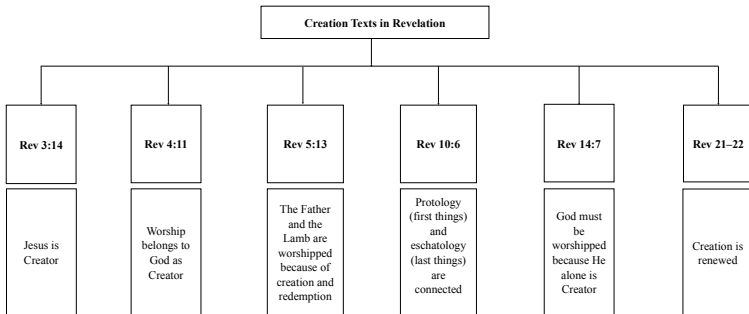 Creation Texts in Revelation
Rev 3:14
Rev 4:11
Rev 5:13
Rev 10:6
Rev 14:7
Rev 21–22
Jesus is
Creator
Worship
belongs to
God as
Creator
The Father
and the
Lamb are
worshipped
because of
creation and
redemption
Protology
(first things)
and
eschatology
(last things)
are
connected
God must
be
worshipped
because He
alone is
Creator
Creation is
renewed